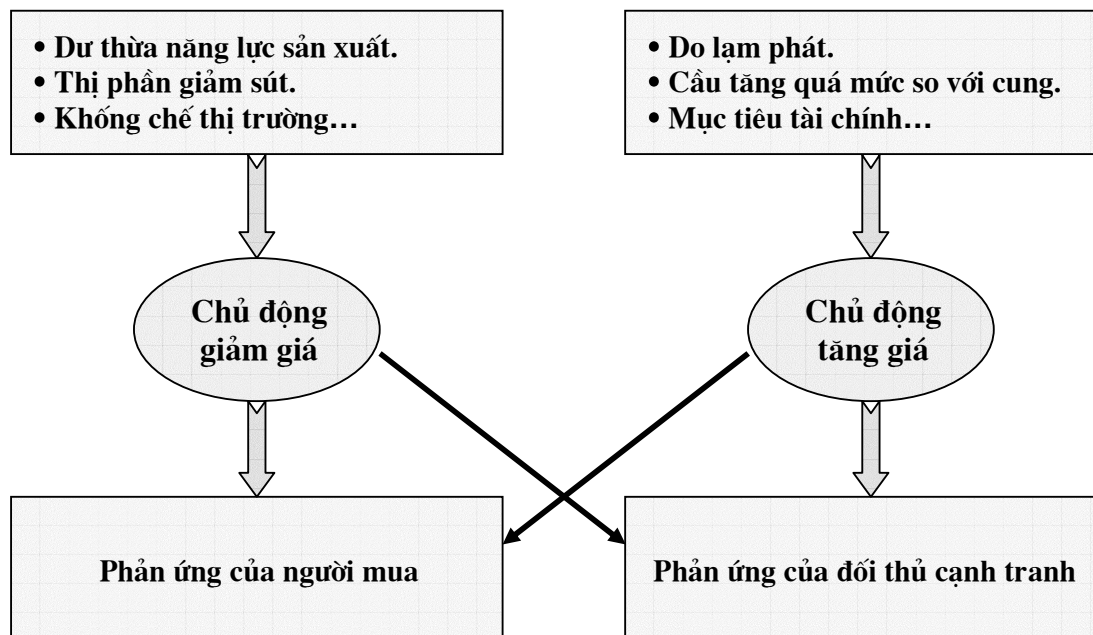 • Dư thừa năng lực sản xuất.
• Thị phần giảm sút.
• Khống chế thị trường...
• Do lạm phát.
• Cầu tăng quá mức so với cung.
• Mục tiêu tài chính...
Chủ động
giảm giá
Chủ động
tăng giá
Phản ứng của người mua
Phản ứng của đối thủ cạnh tranh